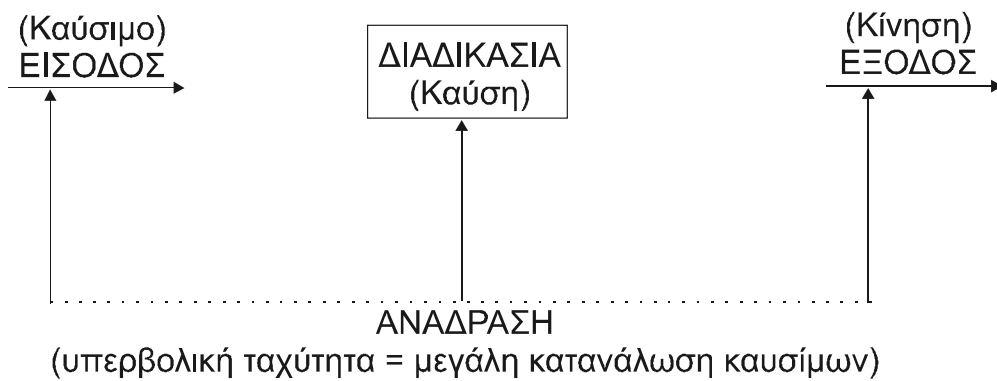 (Καύσιμο)
ΕΙΣΟΔΟΣ
ΔΙΑΔΙΚΑΣΙΑ
(Καύση)
(Κίνηση)
ΕΞΟΔΟΣ
ΑΝΑΔΡΑΣΗ
(υπερβολική ταχύτητα = μεγάλη κατανάλωση καυσίμων)